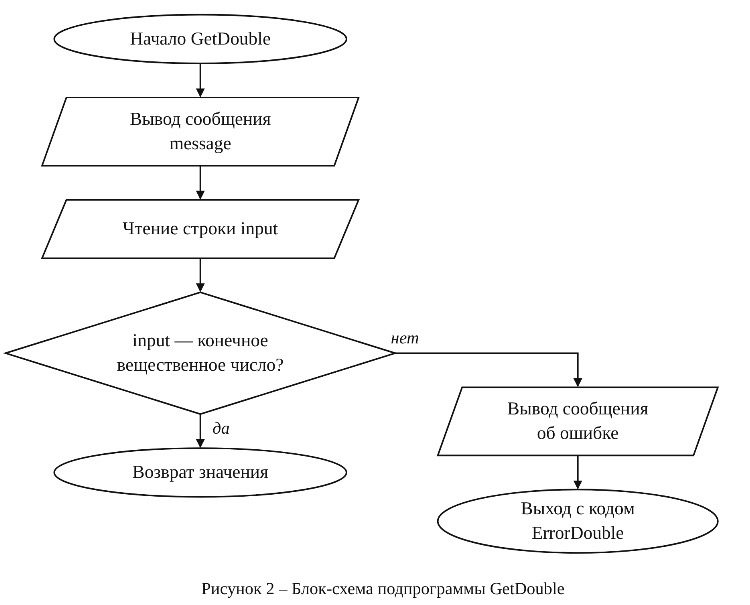 Начало GetDouble
Вывод сообщения
message
Чтение строки input
input — конечное
вещественное число?
нет
да
Вывод сообщения
об ошибке
Возврат значения
Выход с кодом
ErrorDouble
Рисунок 2 – Блок-схема подпрограммы GetDouble